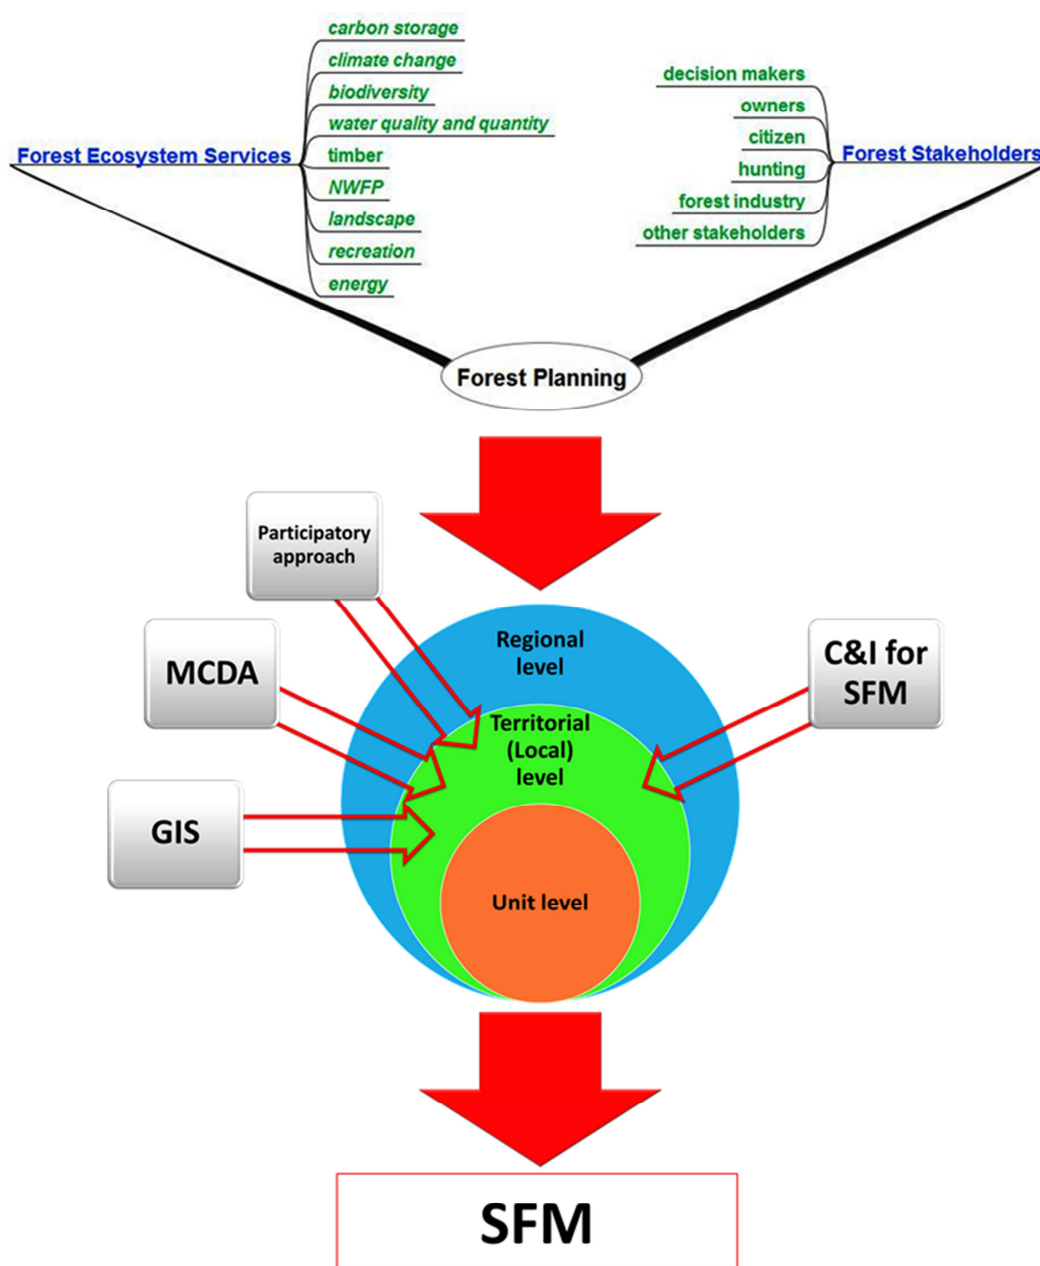 carbon storage
climate change
biodiversity
water quality and quantity
Forest Ecosystem Services
timber
NWFP
landscape
recreation
energy
decision makers
owners
citizen
Forest Stakeholders
hunting
forest industry
other stakeholders
Forest Planning
Participatory
approach
MCDA
GIS
Regional
level
Territorial
(Local)
level
Unit level
C&I for
SFM
SFM